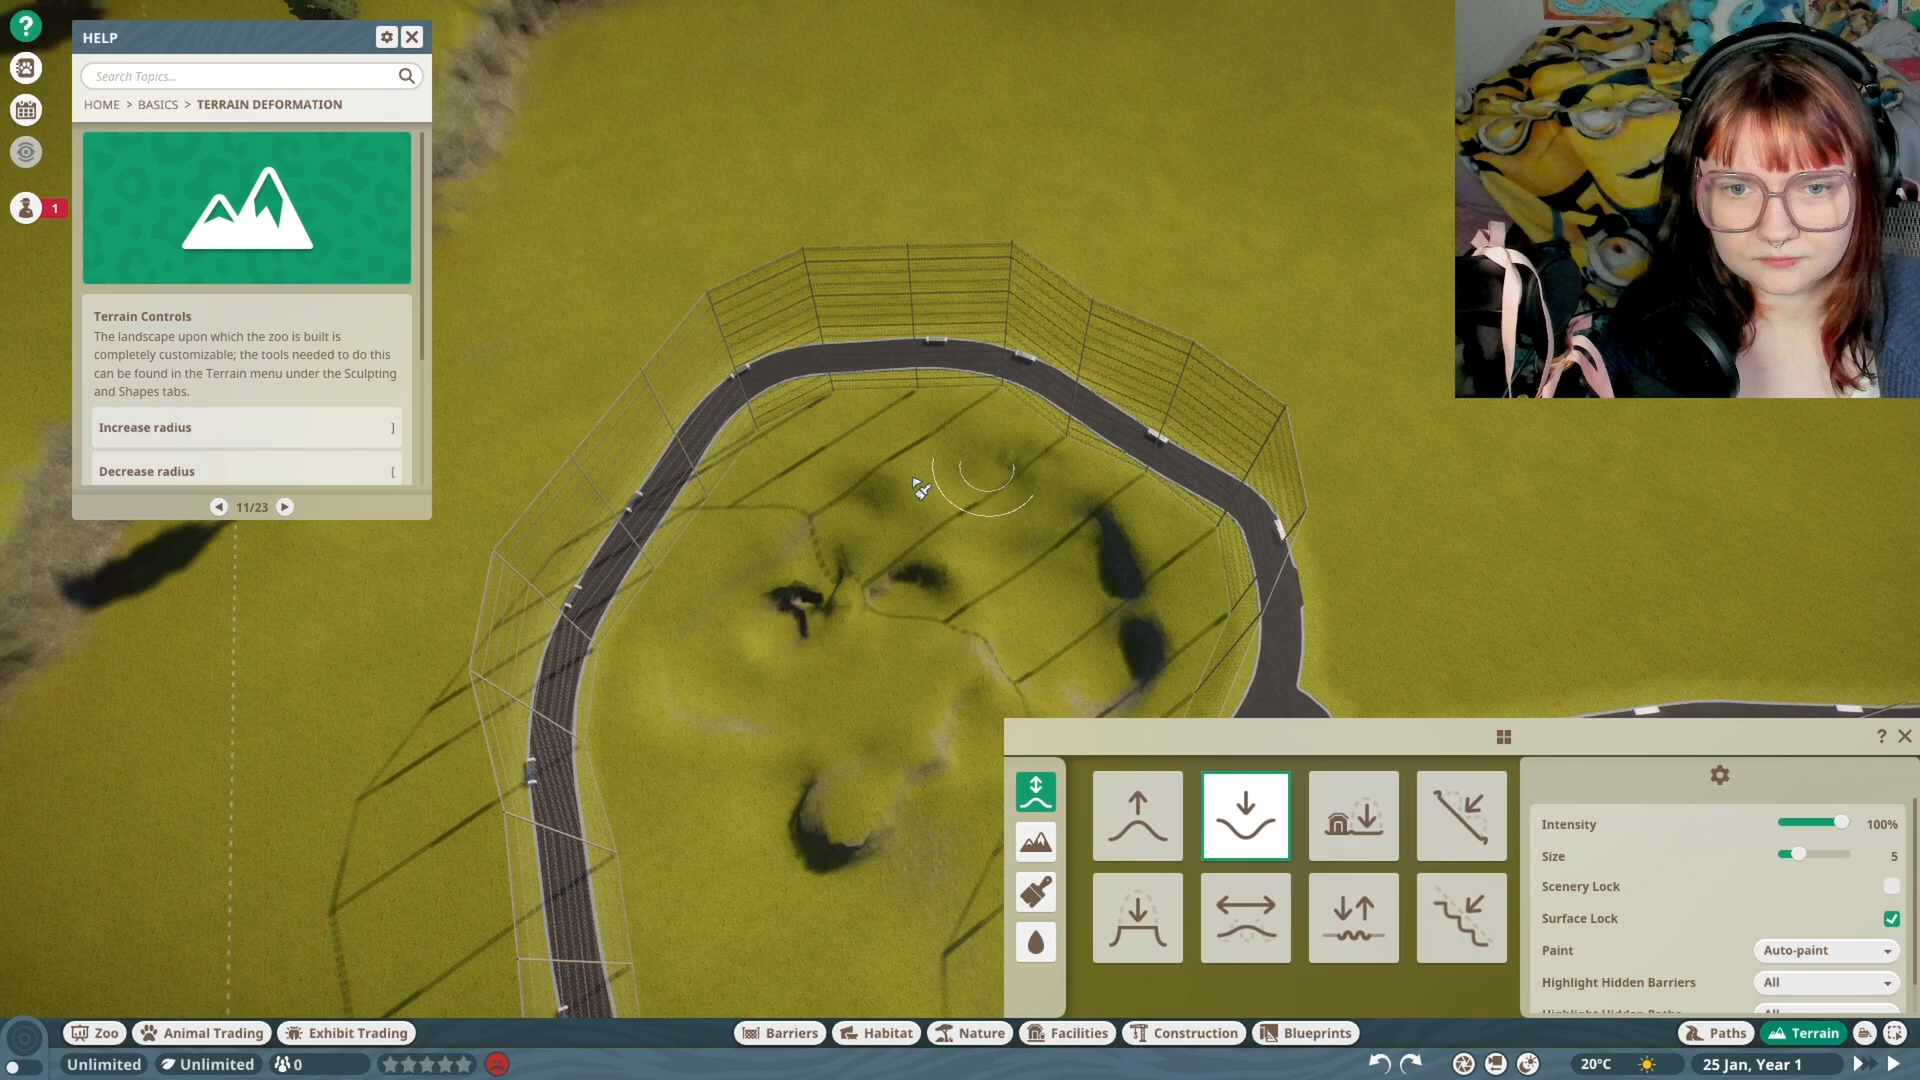 HELP
Search Topics...
HOME > BASICS > TERRAIN DEFORMATION
1
Terrain Controls
The landscape upon which the zoo is built is
completely customizable; the tools needed to do this
can be found in the Terrain menu under the Sculpting
and Shapes tabs.
Increase radius ]
Decrease radius [
11/23
?
Intensity 100%
Size 5
Scenery Lock
Surface Lock
Paint Auto-paint
Highlight Hidden Barriers All
Zoo Animal Trading Exhibit Trading Barriers Habitat Nature Facilities Construction Blueprints Paths Terrain
Unlimited Unlimited 0 20°C 25 Jan, Year 1